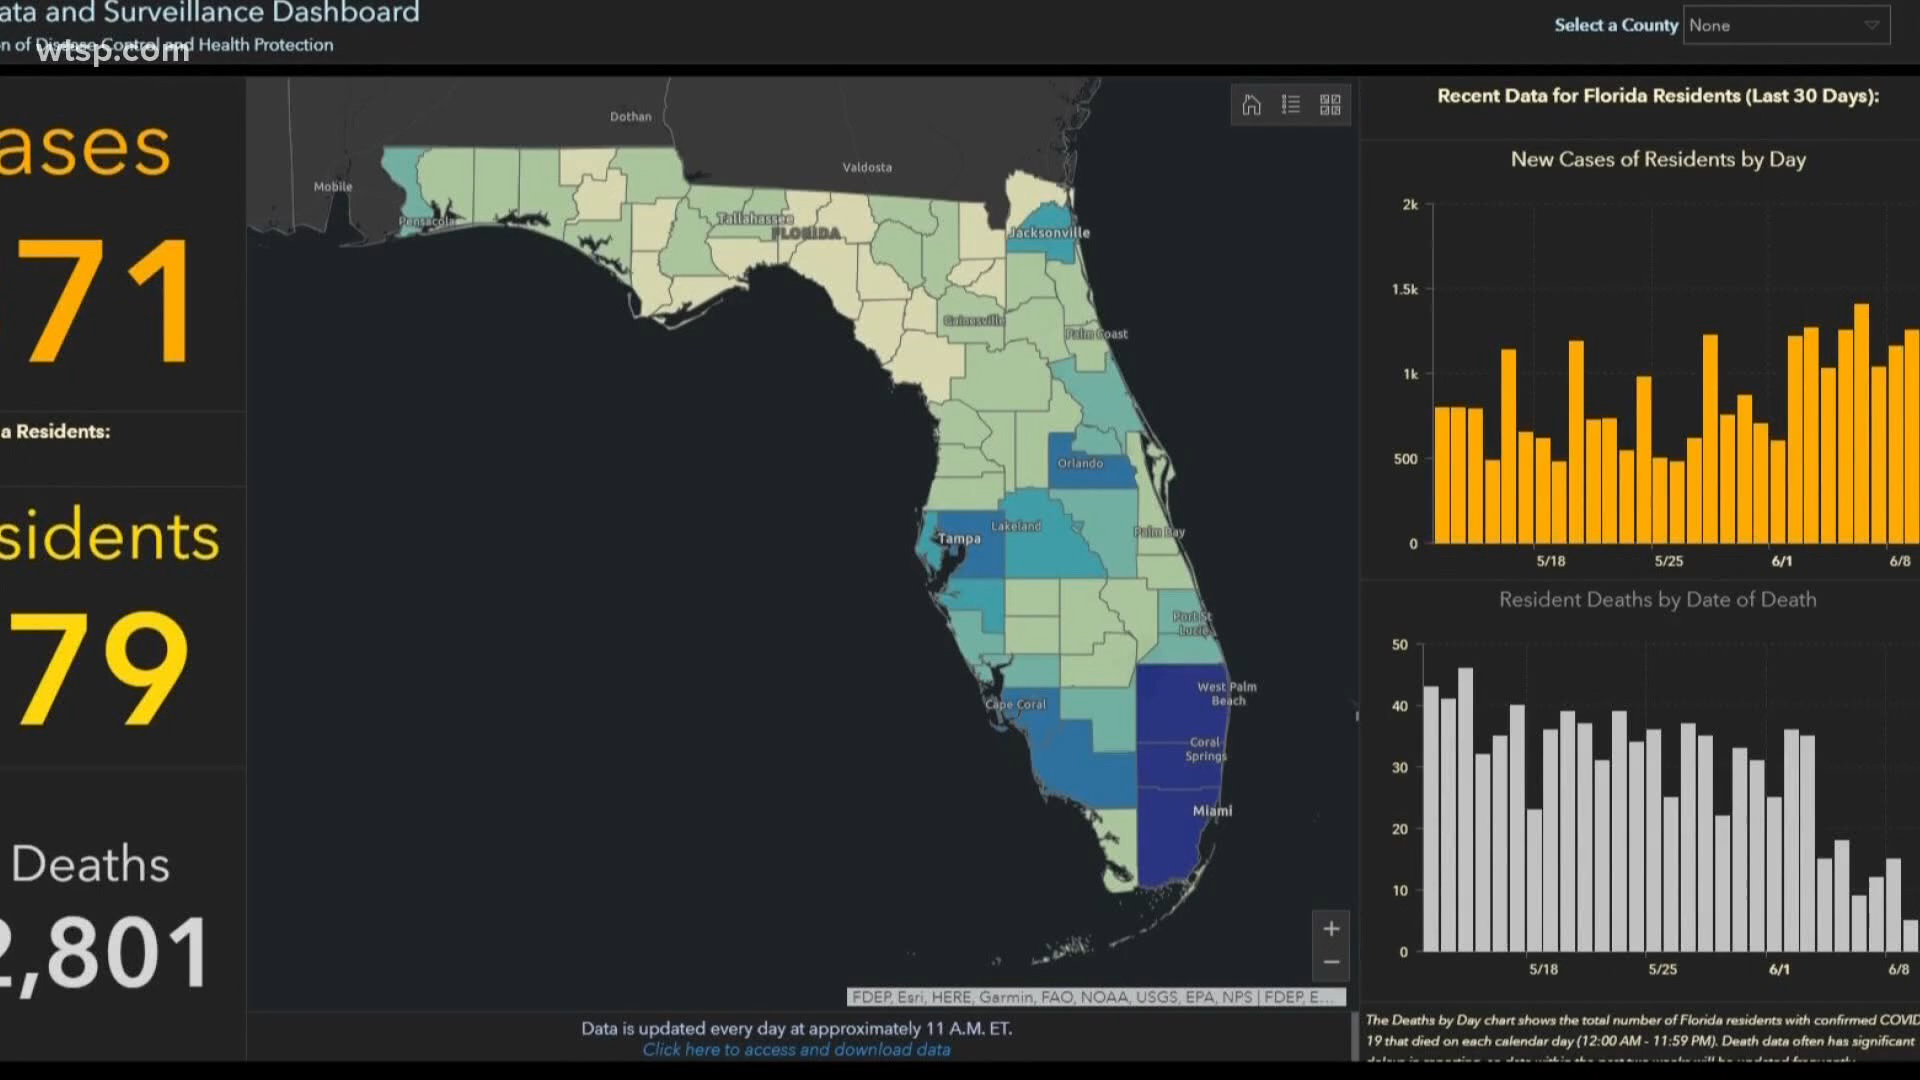 ata and Surveillance Dashboard
n of Disease Control and Health Protection
wtsp.com
Select a County None
ases
71
a Residents:
sidents
79
Deaths
2,801
Dothan
Valdosta
Mobile
Pensacola
Tallahassee
FLORIDA
Jacksonville
Gainesville
Palm Coast
Orlando
Lakeland
Tampa
Palm Bay
Port St
Lucie
West Palm
Beach
Cape Coral
Coral
Springs
Miami
+
−
FDEP, Esri, HERE, Garmin, FAO, NOAA, USGS, EPA, NPS | FDEP, E...
Data is updated every day at approximately 11 A.M. ET.
Click here to access and download data
Recent Data for Florida Residents (Last 30 Days):
New Cases of Residents by Day
2k
1.5k
1k
500
0
5/18 5/25 6/1 6/8
Resident Deaths by Date of Death
50
40
30
20
10
0
5/18 5/25 6/1 6/8
The Deaths by Day chart shows the total number of Florida residents with confirmed COVID
19 that died on each calendar day (12:00 AM - 11:59 PM). Death data often has significant